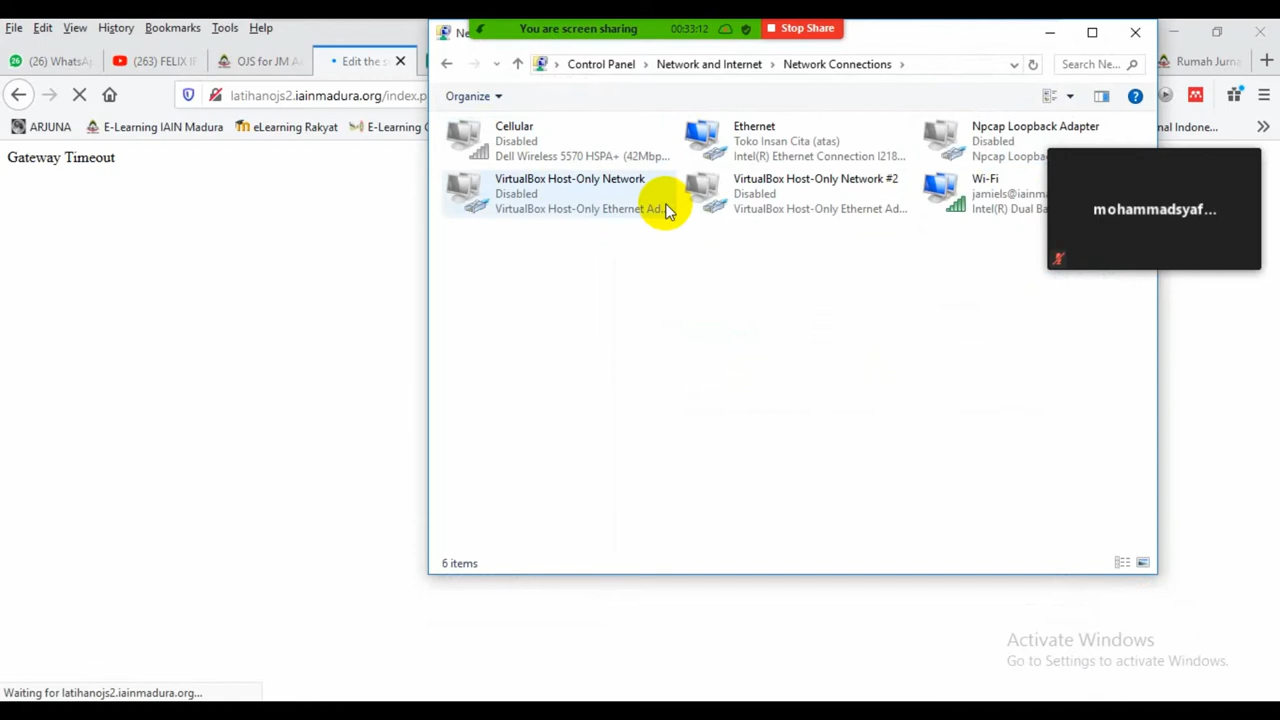 File Edit View History Bookmarks Tools Help
Ne
You are screen sharing
00:33:12
Stop Share
(26) WhatsA
(263) FELIX
OJS for JM A
Edit the s
Rumah Jurna
Control Panel > Network and Internet > Network Connections >
Search Ne...
latihanojs2.iainmadura.org/index.p
Organize
ARJUNA
E-Learning IAIN Madura
eLearning Rakyat
E-Learning
nal Indone...
Gateway Timeout
Cellular
Disabled
Dell Wireless 5570 HSPA+ (42Mbp...
Ethernet
Toko Insan Cita (atas)
Intel(R) Ethernet Connection I218...
Npcap Loopback Adapter
Disabled
Npcap Loopb
VirtualBox Host-Only Network
Disabled
VirtualBox Host-Only Ethernet Ad...
VirtualBox Host-Only Network #2
Disabled
VirtualBox Host-Only Ethernet Ad...
Wi-Fi
jamiels@iainm
Intel(R) Dual Ba
mohammadsyaf...
6 items
Activate Windows
Go to Settings to activate Windows.
Waiting for latihanojs2.iainmadura.org...